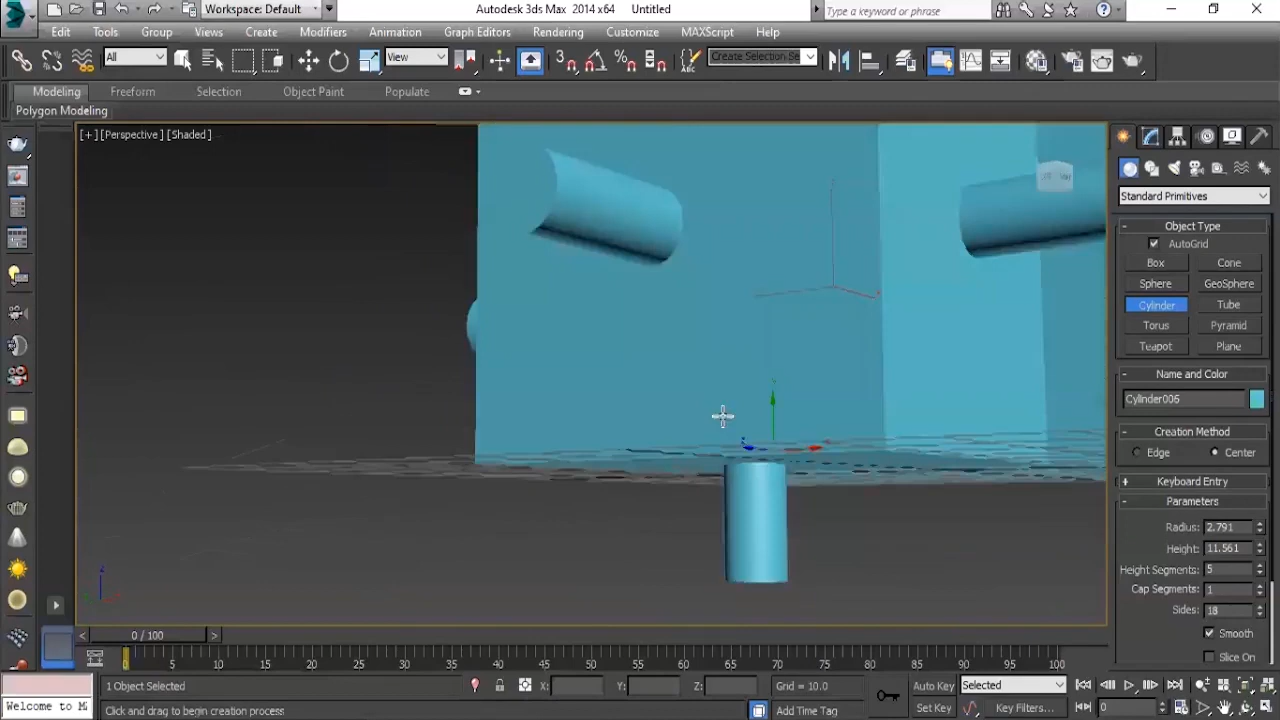 Workspace: Default
Autodesk 3ds Max 2014 x64 Untitled
Type a keyword or phrase
Edit Tools Group Views Create Modifiers Animation Graph Editors Rendering Customize MAXScript Help
All View Create Selection Se
Modeling Freeform Selection Object Paint Populate
Polygon Modeling
[+][Perspective][Shaded]
Standard Primitives
- Object Type
AutoGrid
Box Cone
Sphere GeoSphere
Cylinder Tube
Torus Pyramid
Teapot Plane
- Name and Color
Cylinder006
- Creation Method
Edge Center
+ Keyboard Entry
- Parameters
Radius: 2.791
Height: 11.561
Height Segments: 5
Cap Segments: 1
Sides: 18
Smooth
Slice On
< 0 / 100 >
0 5 10 15 20 25 30 35 40 45 50 55 60 65 70 75 80 85 90 95 100
1 Object Selected X: Y: Z: Grid = 10.0 Auto Key Selected
Welcome to M Click and drag to begin creation process Add Time Tag Set Key Key Filters... 0